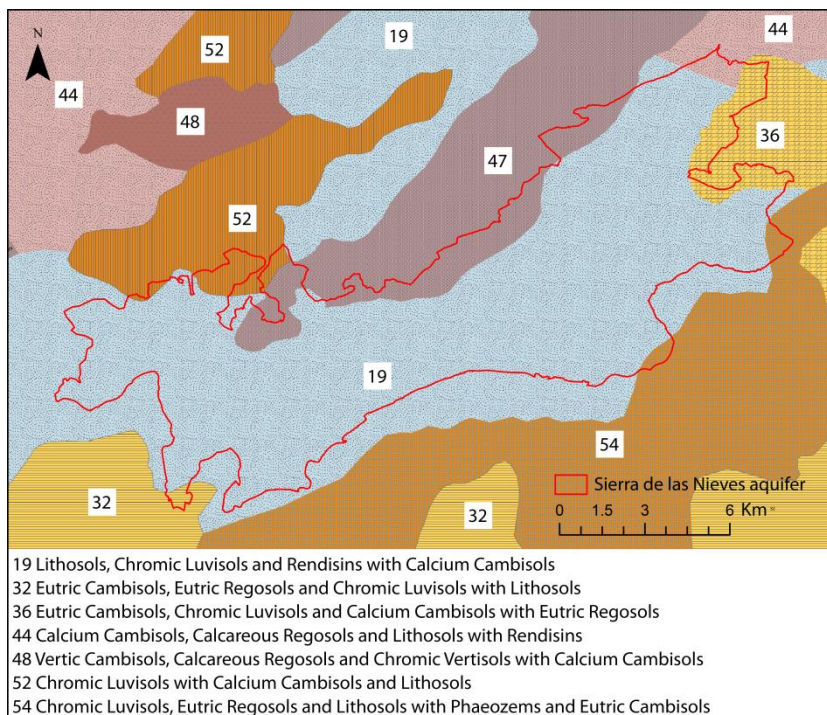 N
52
19
44
44
48
36
47
52
19
54
32
32
Sierra de las Nieves aquifer
0 1.5 3 6 Km
19 Lithosols, Chromic Luvisols and Rendisins with Calcium Cambisols
32 Eutric Cambisols, Eutric Regosols and Chromic Luvisols with Lithosols
36 Eutric Cambisols, Chromic Luvisols and Calcium Cambisols with Eutric Regosols
44 Calcium Cambisols, Calcareous Regosols and Lithosols with Rendisins
48 Vertic Cambisols, Calcareous Regosols and Chromic Vertisols with Calcium Cambisols
52 Chromic Luvisols with Calcium Cambisols and Lithosols
54 Chromic Luvisols, Eutric Regosols and Lithosols with Phaeozems and Eutric Cambisols